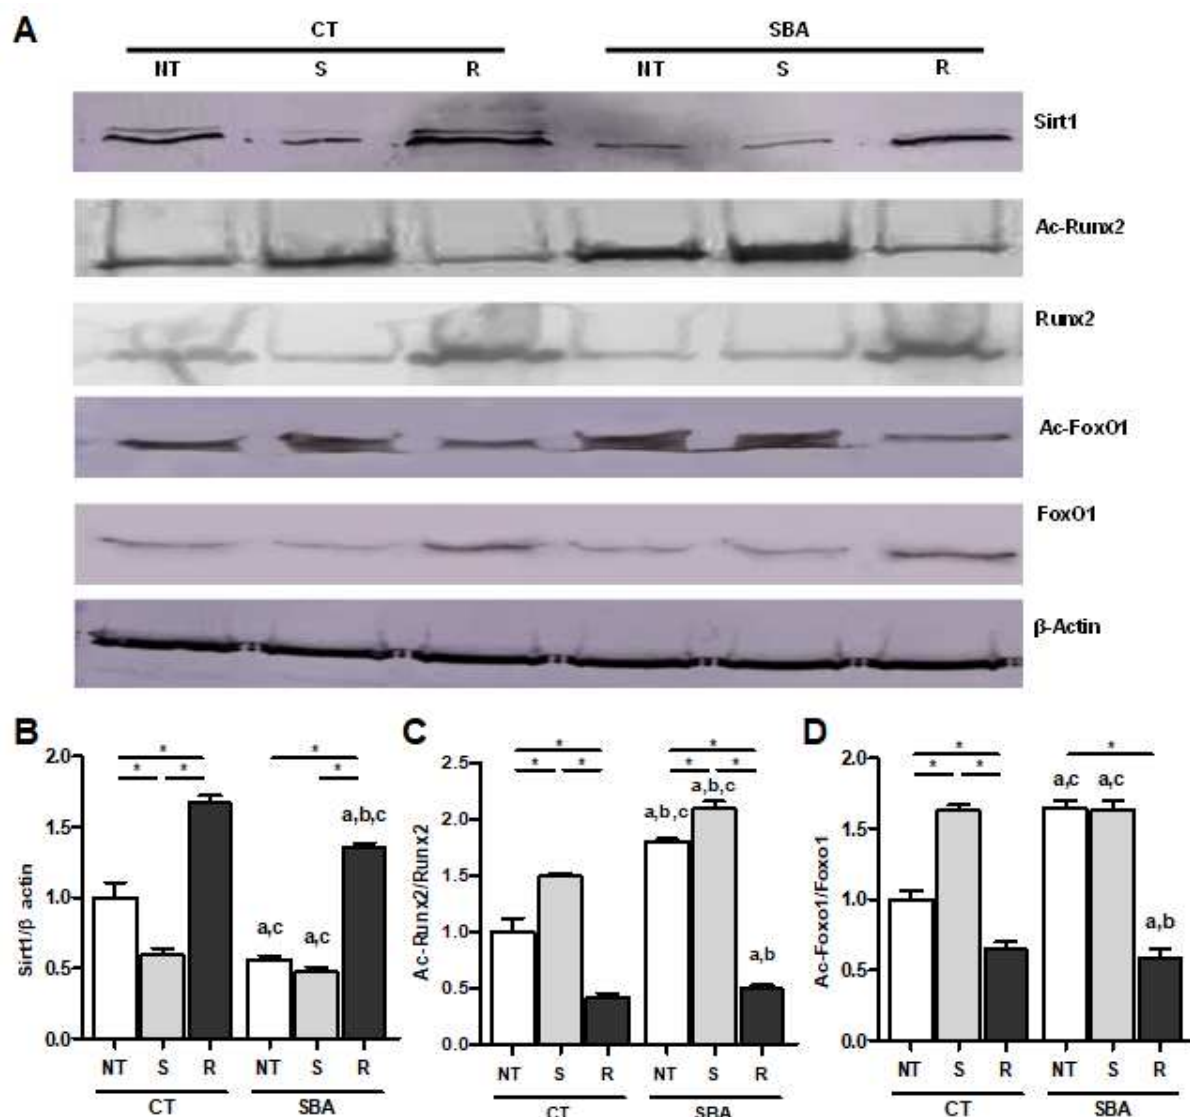 A
CT SBA
NT S R NT S R
Sirt1
Ac-Runx2
Runx2
Ac-FoxO1
FoxO1
β-Actin
B
Sirt1/β actin
2.0
1.5
1.0
0.5
0.0
* * * * *
a,c a,c a,b,c
NT S R NT S R
CT SBA
C
Ac-Runx2/Runx2
2.5
2.0
1.5
1.0
0.5
0.0
* * * * * *
a,b,c a,b,c a,b
NT S R NT S R
CT SBA
D
Ac-Foxo1/Foxo1
2.0
1.5
1.0
0.5
0.0
* * * *
a,c a,c a,b
NT S R NT S R
CT SBA